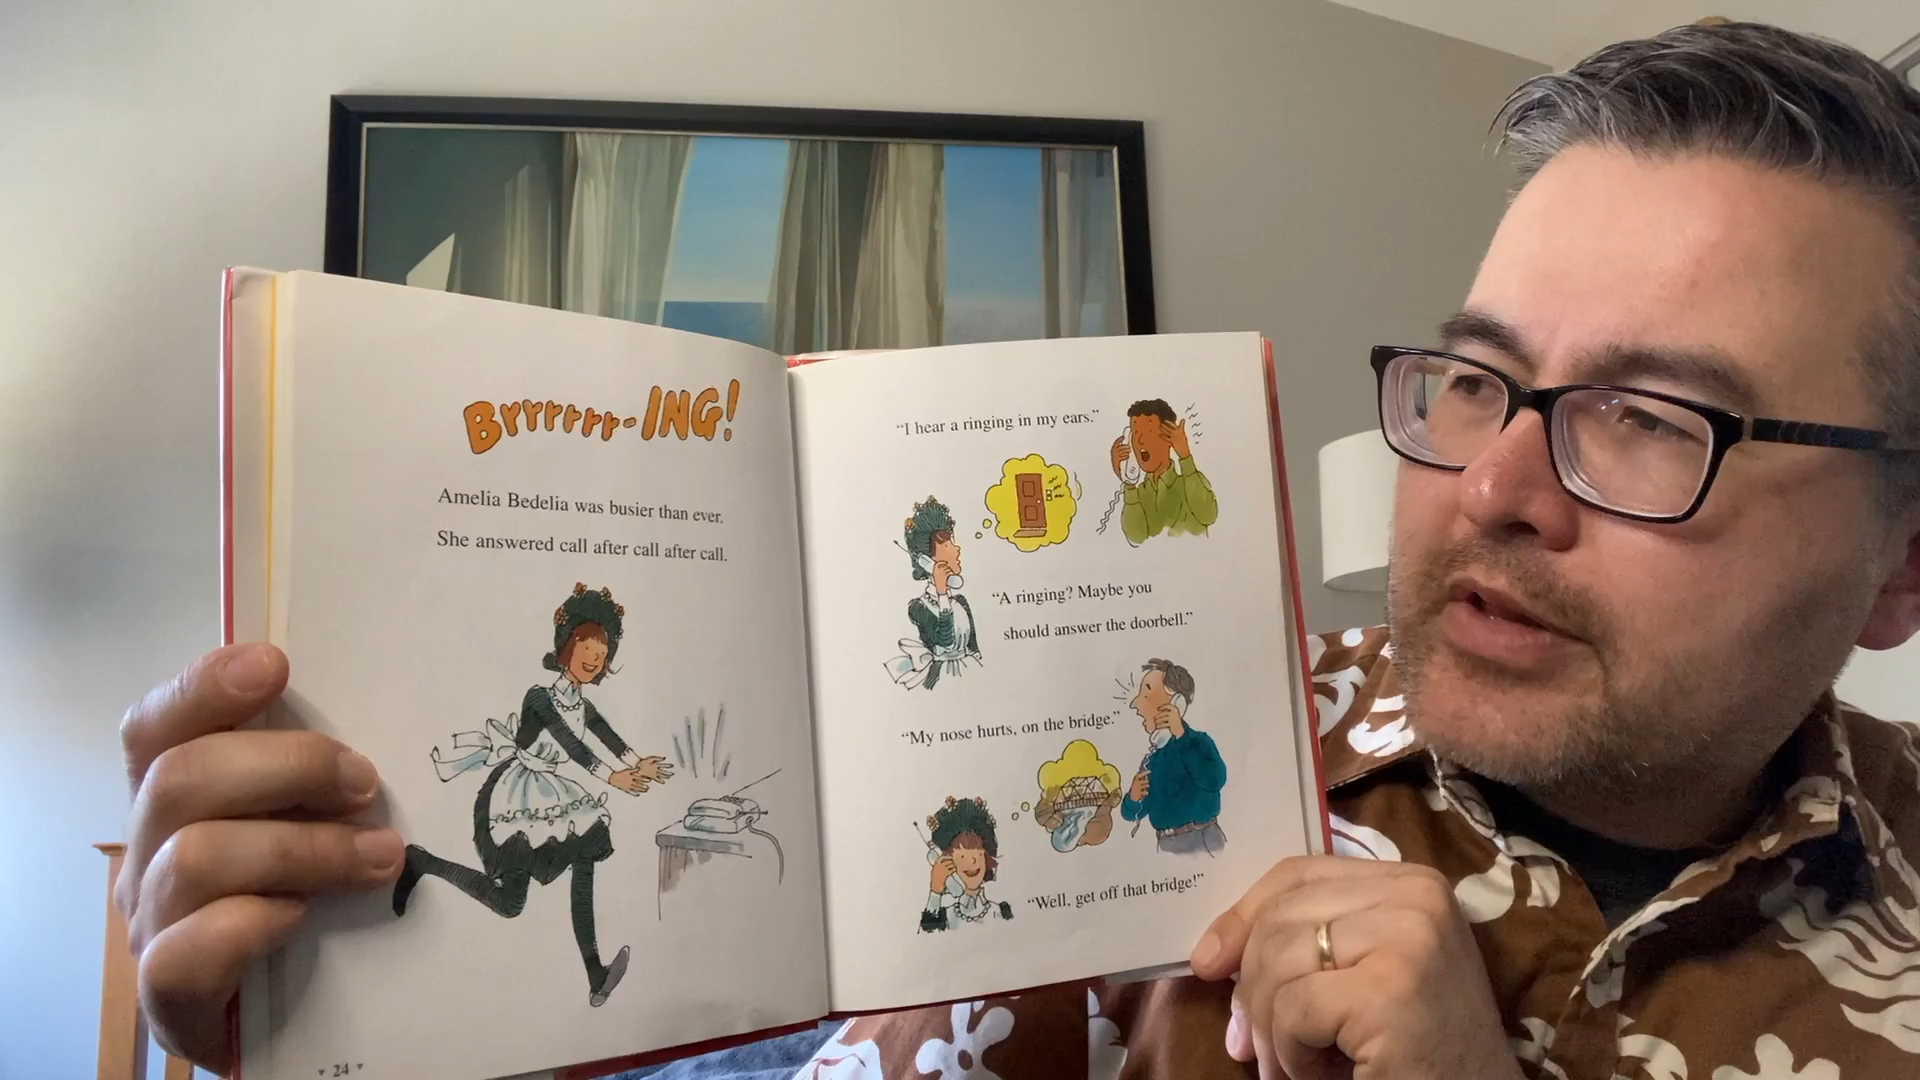 Brrrrrr-ING!
Amelia Bedelia was busier than ever.
She answered call after call after call.
24
“I hear a ringing in my ears.”
“A ringing? Maybe you
should answer the doorbell.”
“My nose hurts, on the bridge.”
“Well, get off that bridge!”